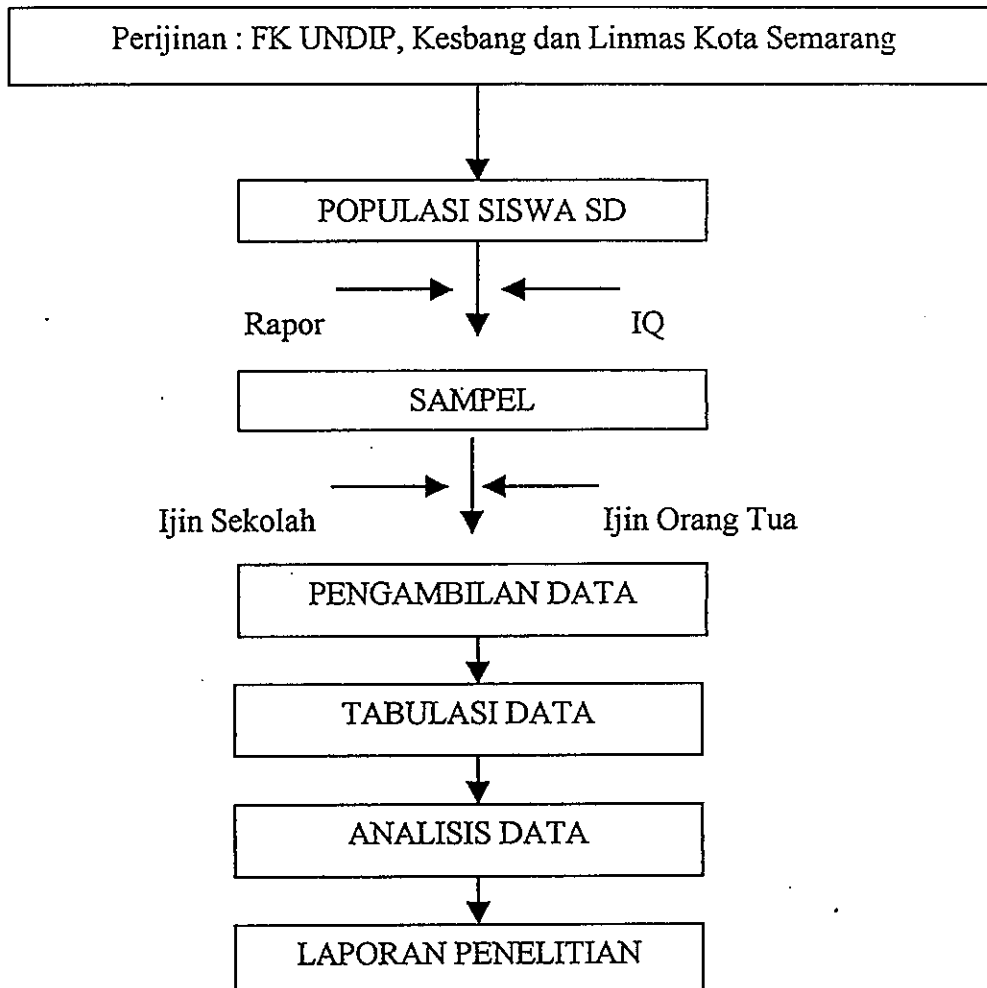 Perijinan : FK UNDIP, Kesbang dan Linmas Kota Semarang
POPULASI SISWA SD
Rapor IQ
SAMPEL
Ijin Sekolah Ijin Orang Tua
PENGAMBILAN DATA
TABULASI DATA
ANALISIS DATA
LAPORAN PENELITIAN